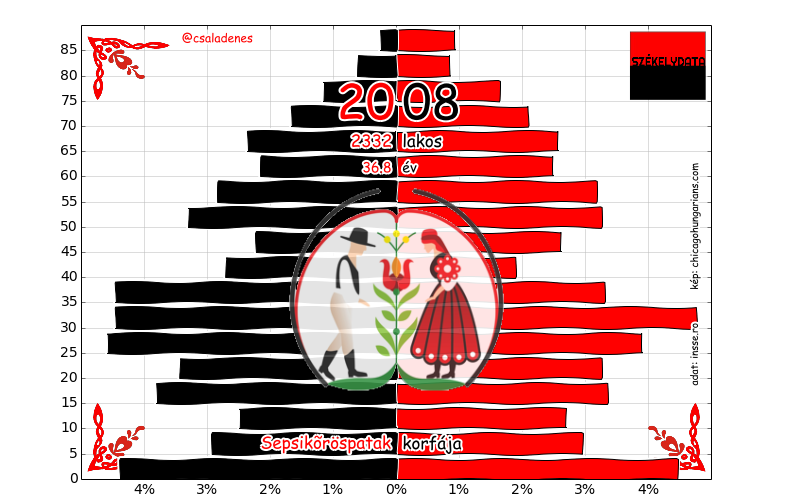 @csaladenes
SZÉKELYDATA
2008
2332 lakos
36.8 év
kép: chicagohungarians.com
adat: insse.ro
Sepsikőröspatak korfája
85
80
75
70
65
60
55
50
45
40
35
30
25
20
15
10
5
0
4% 3% 2% 1% 0% 1% 2% 3% 4%